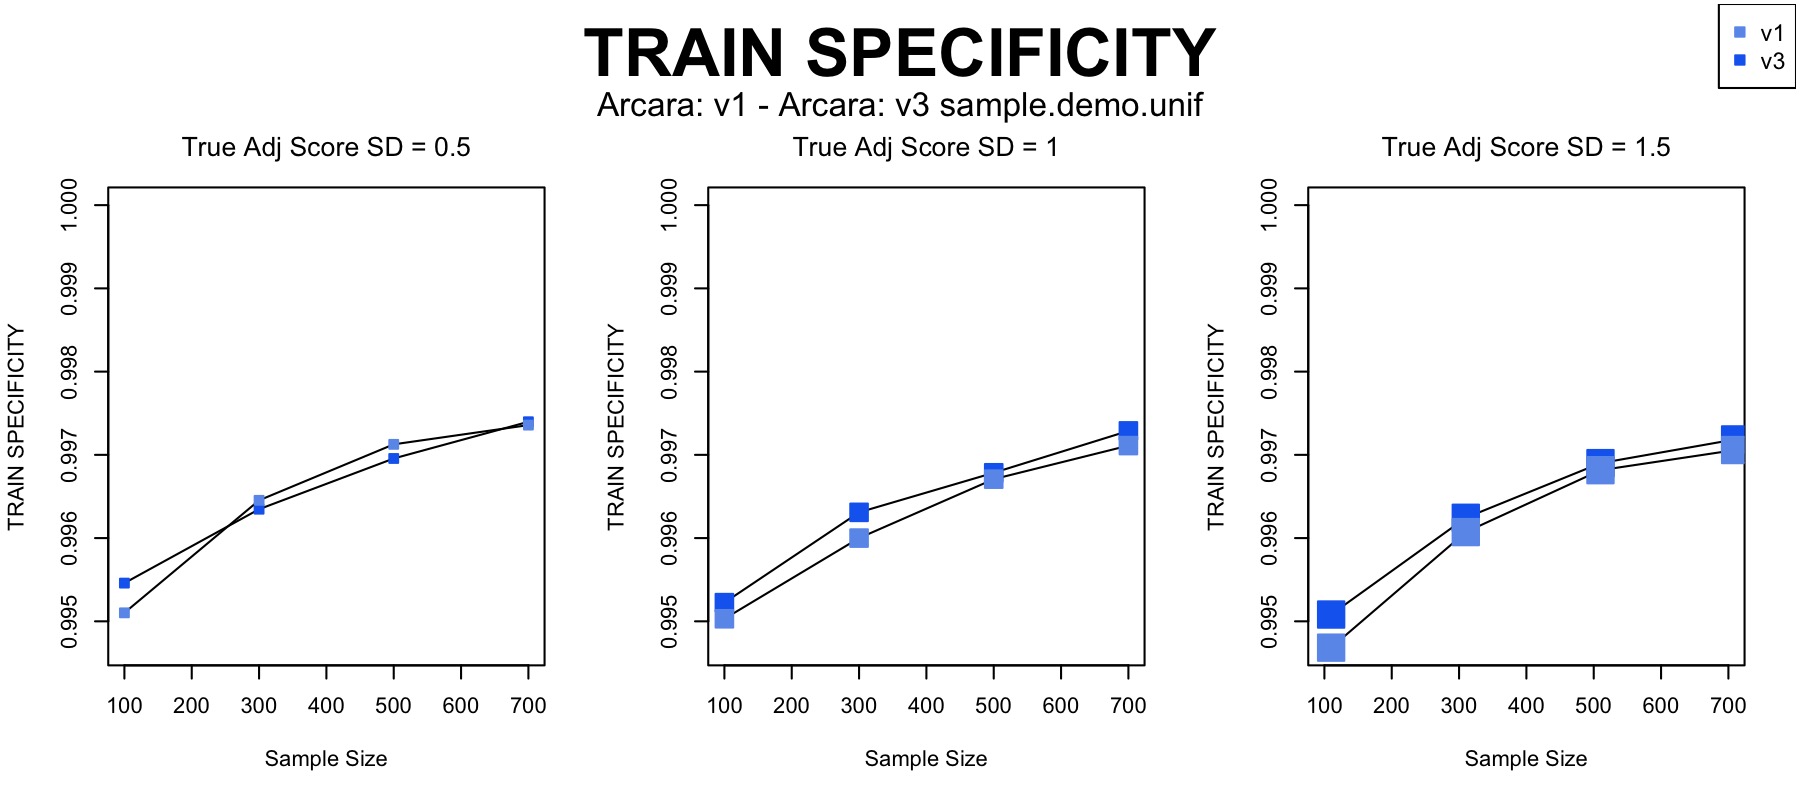 TRAIN SPECIFICITY
Arcara: v1 - Arcara: v3 sample.demo.unif
v1
v3
True Adj Score SD = 0.5
TRAIN SPECIFICITY
1.000
0.999
0.998
0.997
0.996
0.995
100 200 300 400 500 600 700
Sample Size
True Adj Score SD = 1
TRAIN SPECIFICITY
1.000
0.999
0.998
0.997
0.996
0.995
100 200 300 400 500 600 700
Sample Size
True Adj Score SD = 1.5
TRAIN SPECIFICITY
1.000
0.999
0.998
0.997
0.996
0.995
100 200 300 400 500 600 700
Sample Size